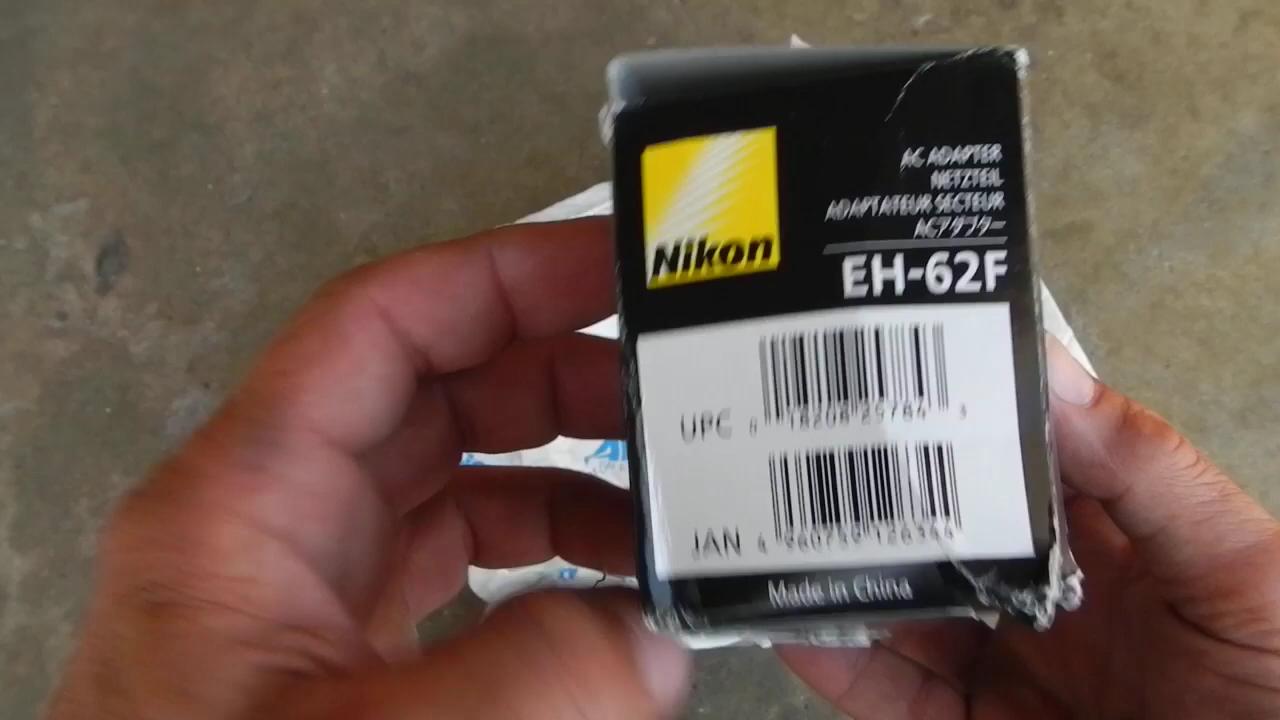 Nikon
AC ADAPTER
NETZTEIL
ADAPTATEUR SECTEUR
ACアダプター
EH-62F
UPC
JAN
Made in China